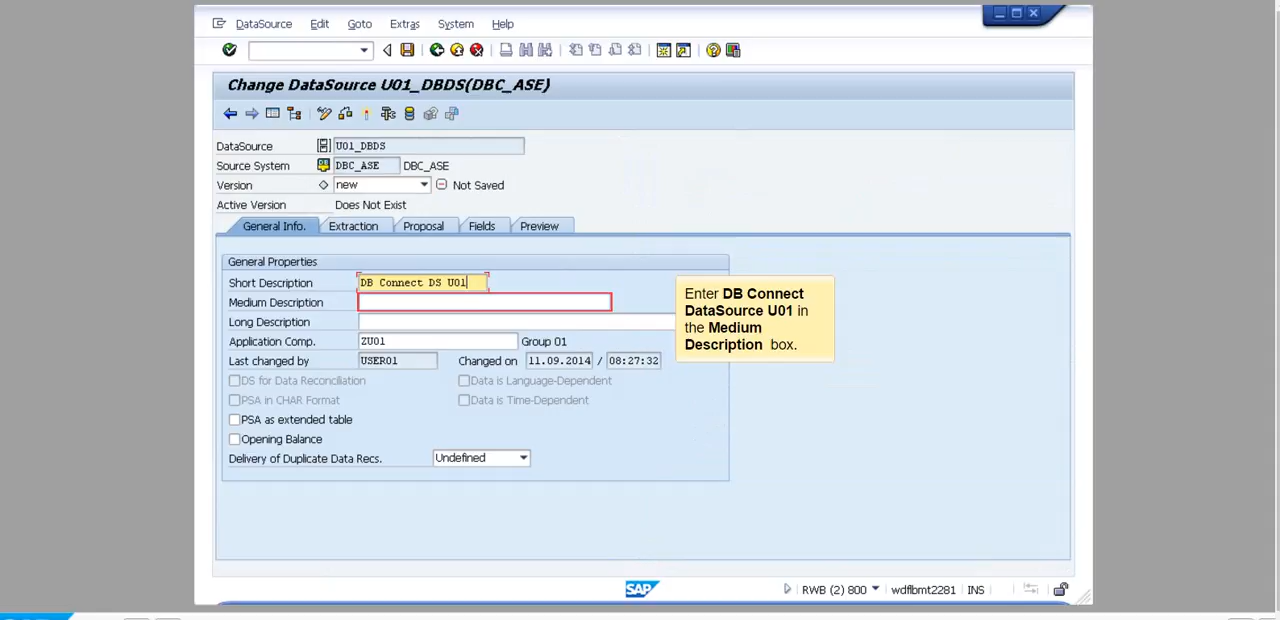 DataSource Edit Goto Extras System Help
Change DataSource U01_DBDS(DBC_ASE)
DataSource U01_DBDS
Source System DBC_ASE DBC_ASE
Version new Not Saved
Active Version Does Not Exist
General Info. Extraction Proposal Fields Preview
General Properties
Short Description DB Connect DS U01
Medium Description
Long Description
Application Comp. ZU01 Group 01
Last changed by USER01 Changed on 11.09.2014 / 08:27:32
DS for Data Reconciliation Data is Language-Dependent
PSA in CHAR Format Data is Time-Dependent
PSA as extended table
Opening Balance
Delivery of Duplicate Data Recs. Undefined
Enter DB Connect
DataSource U01 in
the Medium
Description box.
SAP RWB (2) 800 wdflbmt2281 INS